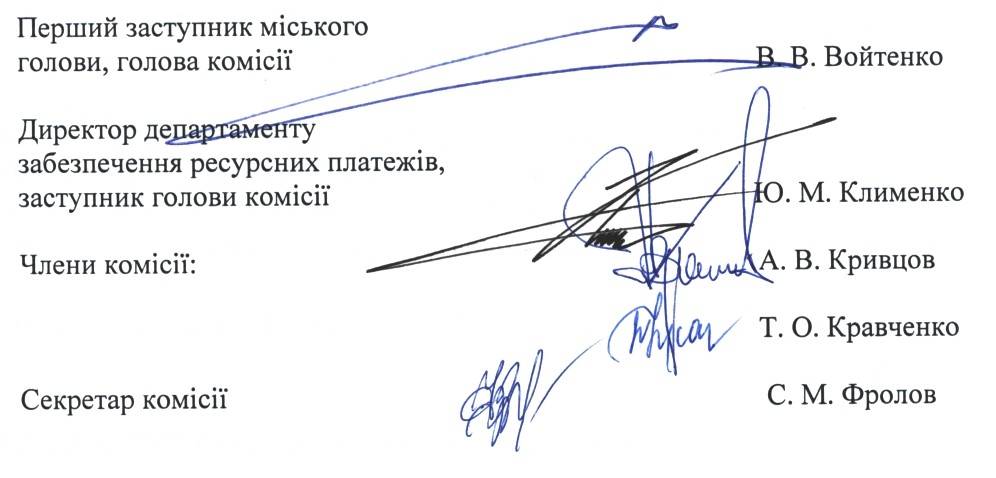 Перший заступник міського
голови, голова комісії В. В. Войтенко
Директор департаменту
забезпечення ресурсних платежів,
заступник голови комісії Ю. М. Клименко
Члени комісії: А. В. Кривцов
Т. О. Кравченко
Секретар комісії С. М. Фролов